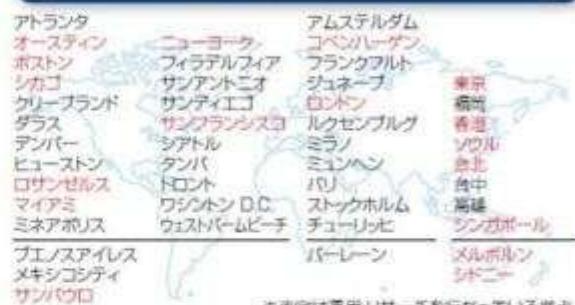 アトランタ
オースティン
ボストン
シカゴ
クリーブランド
ダラス
デンバー
ヒューストン
ロサンゼルス
マイアミ
ミネアポリス
ニューヨーク
フィラデルフィア
サンアントニオ
サンディエゴ
サンフランシスコ
シアトル
タンパ
トロント
ワシントン D.C.
ウェストパームビーチ
ブエノスアイレス
メキシコシティ
サンパウロ
アムステルダム
コペンハーゲン
フランクフルト
ジュネーブ
ロンドン
ルクセンブルグ
ミラノ
ミュンヘン
パリ
ストックホルム
チューリッヒ
バーレーン
東京
福岡
香港
ソウル
台北
台中
高雄
シンガポール
メルボルン
シドニー